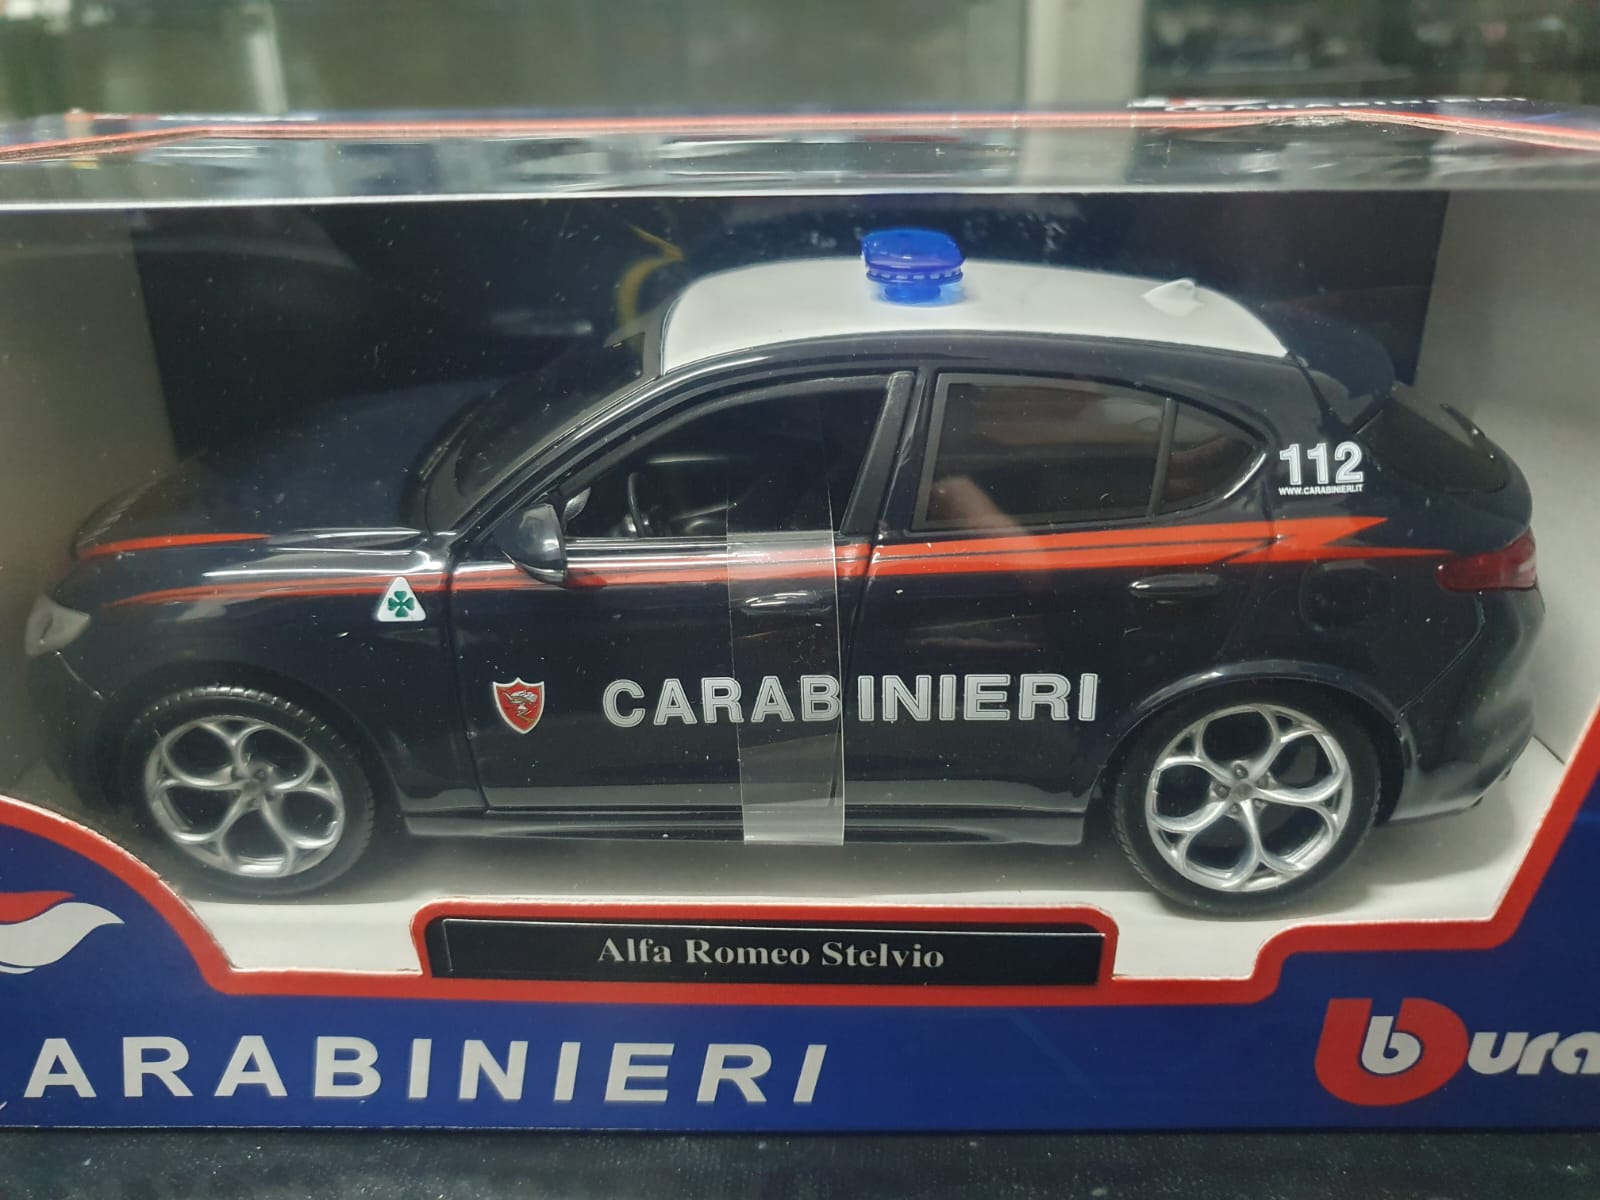 112
WWW.CARABINIERI.IT
CARABINIERI
Alfa Romeo Stelvio
ARABINIERI
bura